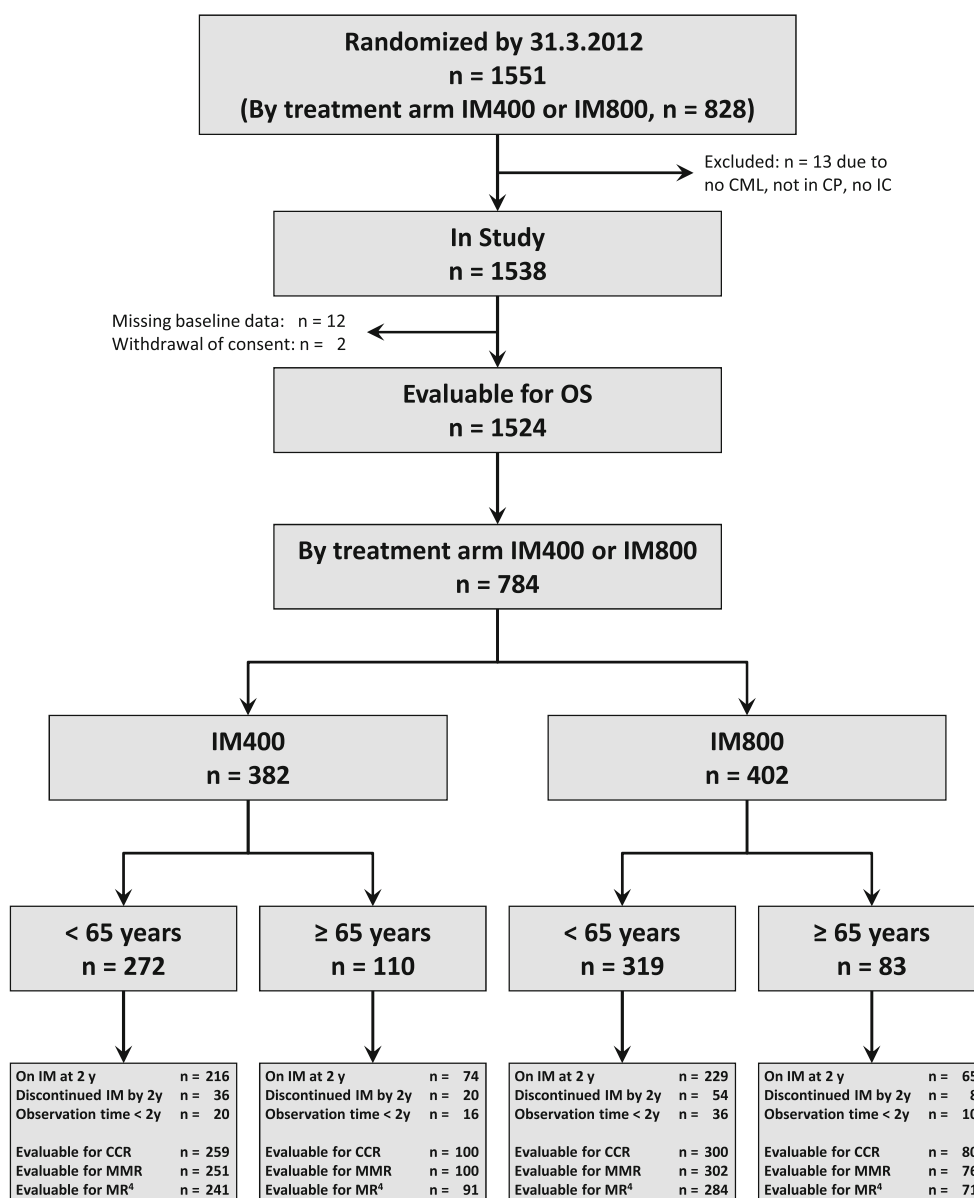 Randomized by 31.3.2012
n = 1551
(By treatment arm IM400 or IM800, n = 828)
Excluded: n = 13 due to
no CML, not in CP, no IC
In Study
n = 1538
Missing baseline data: n = 12
Withdrawal of consent: n = 2
Evaluable for OS
n = 1524
By treatment arm IM400 or IM800
n = 784
IM400
n = 382
IM800
n = 402
< 65 years
n = 272
≥ 65 years
n = 110
< 65 years
n = 319
≥ 65 years
n = 83
On IM at 2 y n = 216
Discontinued IM by 2y n = 36
Observation time < 2y n = 20
Evaluable for CCR n = 259
Evaluable for MMR n = 251
Evaluable for MR⁴ n = 241
On IM at 2 y n = 74
Discontinued IM by 2y n = 20
Observation time < 2y n = 16
Evaluable for CCR n = 100
Evaluable for MMR n = 100
Evaluable for MR⁴ n = 91
On IM at 2 y n = 229
Discontinued IM by 2y n = 54
Observation time < 2y n = 36
Evaluable for CCR n = 300
Evaluable for MMR n = 302
Evaluable for MR⁴ n = 284
On IM at 2 y n = 65
Discontinued IM by 2y n = 8
Observation time < 2y n = 10
Evaluable for CCR n = 80
Evaluable for MMR n = 76
Evaluable for MR⁴ n =